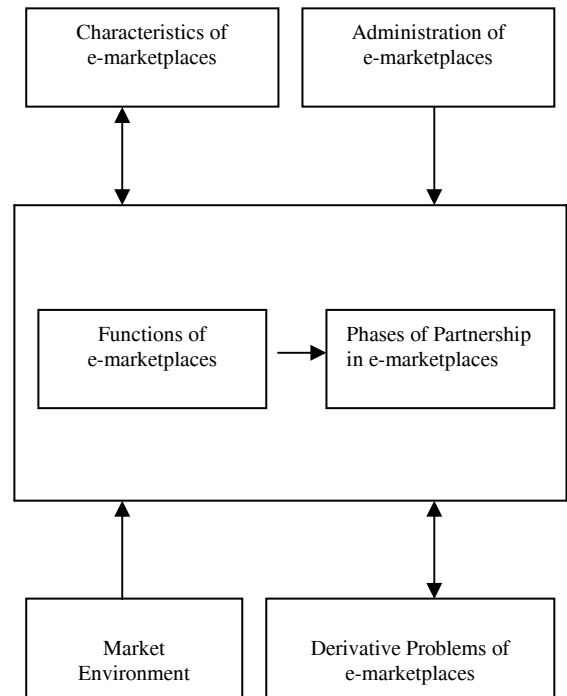 Characteristics of
e-marketplaces
Administration of
e-marketplaces
Functions of
e-marketplaces
Phases of Partnership
in e-marketplaces
Market
Environment
Derivative Problems of
e-marketplaces